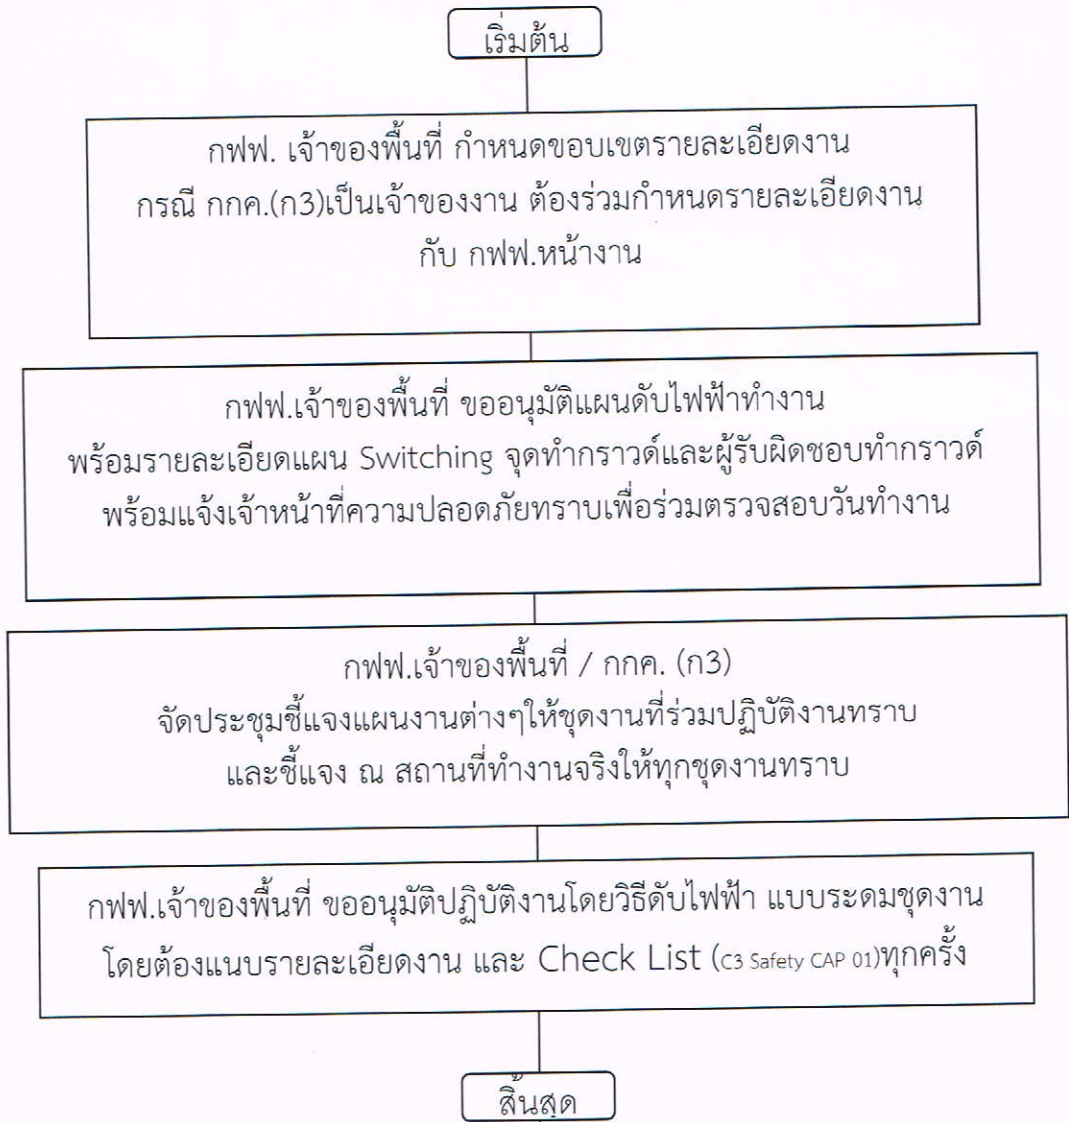 เริ่มต้น
กฟฟ. เจ้าของพื้นที่ กำหนดขอบเขตรายละเอียดงาน
กรณี กกค.(ก3)เป็นเจ้าของงาน ต้องร่วมกำหนดรายละเอียดงาน
กับ กฟฟ.หน้างาน
กฟฟ.เจ้าของพื้นที่ ขออนุมัติแผนดับไฟฟ้าทำงาน
พร้อมรายละเอียดแผน Switching จุดทำกราวด์และผู้รับผิดชอบทำกราวด์
พร้อมแจ้งเจ้าหน้าที่ความปลอดภัยทราบเพื่อร่วมตรวจสอบวันทำงาน
กฟฟ.เจ้าของพื้นที่ / กกค. (ก3)
จัดประชุมชี้แจงแผนงานต่างๆให้ชุดงานที่ร่วมปฏิบัติงานทราบ
และชี้แจง ณ สถานที่ทำงานจริงให้ทุกชุดงานทราบ
กฟฟ.เจ้าของพื้นที่ ขออนุมัติปฏิบัติงานโดยวิธีดับไฟฟ้า แบบระดมชุดงาน
โดยต้องแนบรายละเอียดงาน และ Check List (C3 Safety CAP 01)ทุกครั้ง
สิ้นสุด